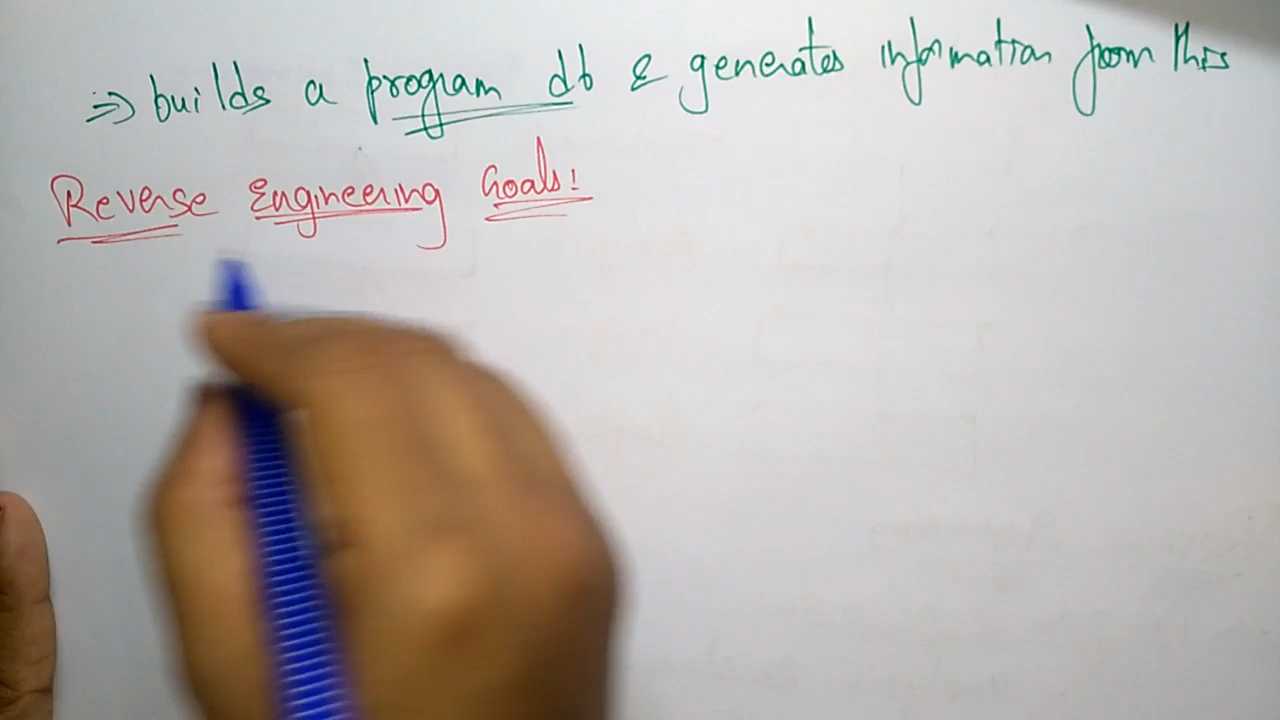 ⇒ builds a program db & generates information from this
Reverse Engineering Goals: